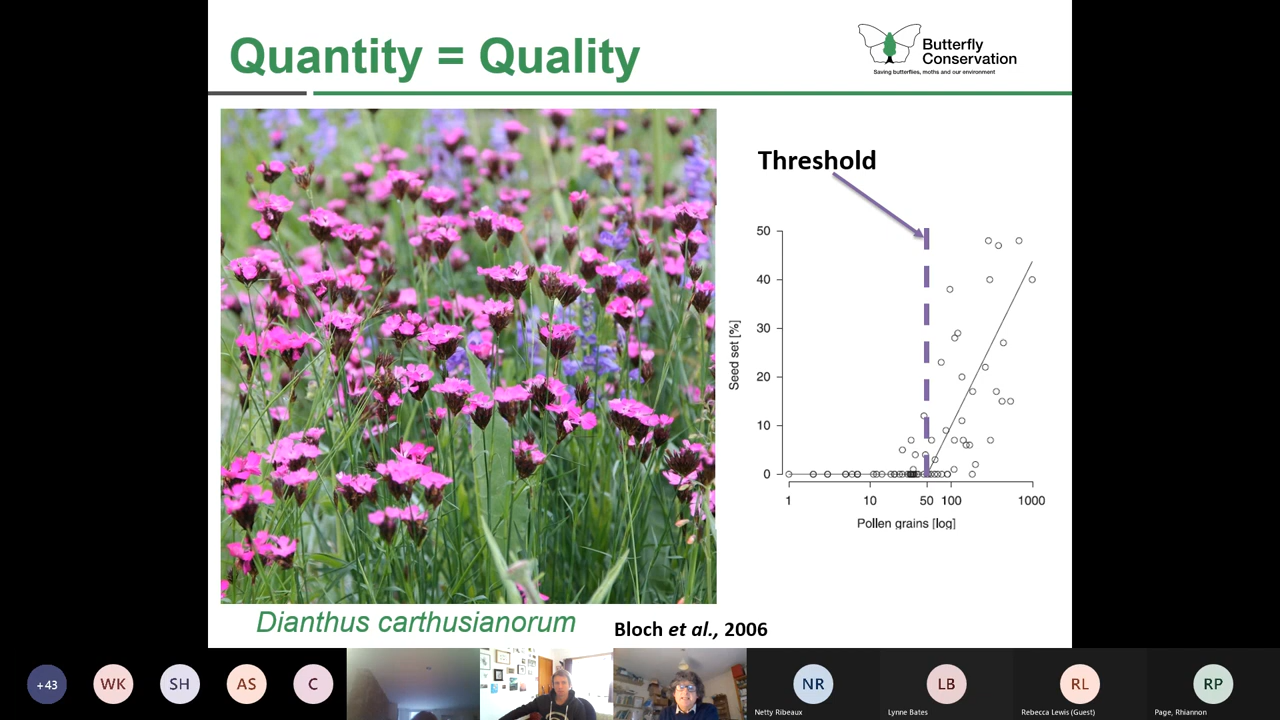 Quantity = Quality
Butterfly
Conservation
Saving butterflies, moths and our environment
Threshold
50
40
30
20
10
0
Seed set [%]
1
10
50
100
1000
Pollen grains [log]
Dianthus carthusianorum
Bloch et al., 2006
+43
WK
SH
AS
C
NR
LB
RL
RP
Netty Ribeaux
Lynne Bates
Rebecca Lewis (Guest)
Page, Rhiannon